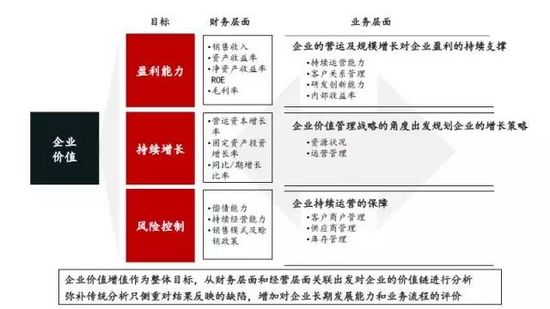 目标
财务层面
业务层面
企业
价值
盈利能力
• 销售收入
• 资产收益率
• 净资产收益率
ROE
• 毛利率
企业的营运及规模增长对企业盈利的持续支撑
• 持续运营能力
• 客户关系管理
• 研发创新能力
• 内部收益率
持续增长
• 营运资本增长
率
• 固定资产投资
增长率
• 同比/期增长
比率
企业价值管理战略的角度出发规划企业的增长策略
• 资源状况
• 运营管理
风险控制
• 偿债能力
• 持续经营能力
• 销售模式及赊
销政策
企业持续运营的保障
• 客户商户管理
• 供应商管理
• 库存管理
企业价值增值作为整体目标，从财务层面和经营层面关联出发对企业的价值链进行分析
弥补传统分析只侧重对结果反映的缺陷，增加对企业长期发展能力和业务流程的评价